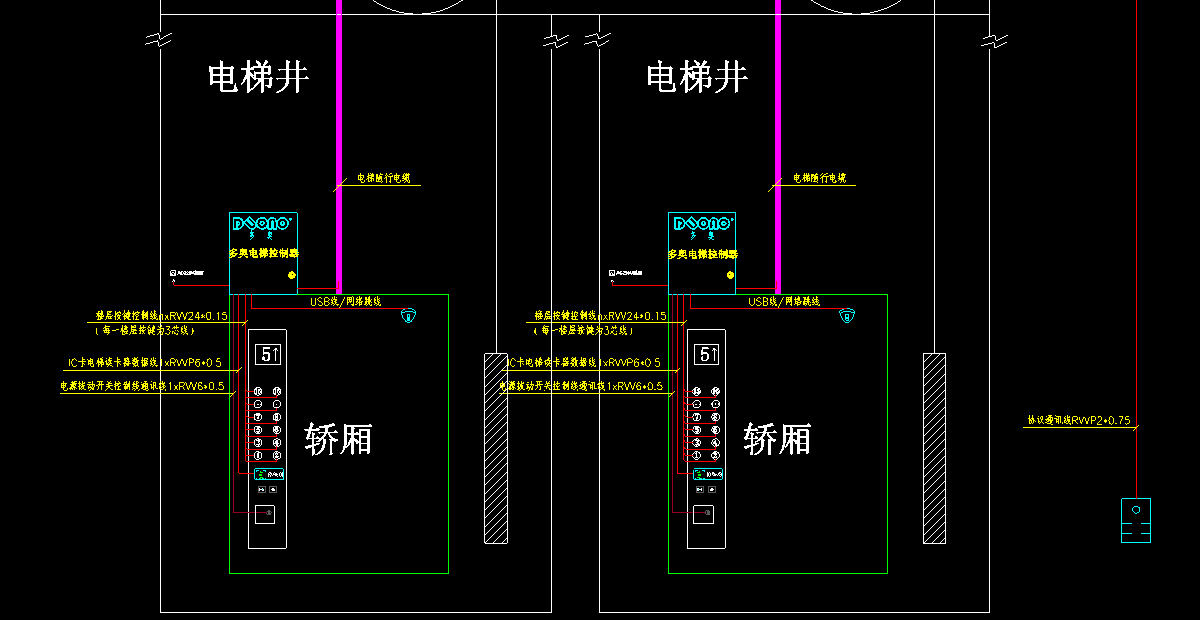 电梯井
电梯井
电梯随行电缆
电梯随行电缆
多奥
多奥电梯控制器
多奥
多奥电梯控制器
USB线/网络跳线
USB线/网络跳线
楼层按键控制线nxRVV24*0.15
(每一楼层按键为3芯线)
楼层按键控制线nxRVV24*0.15
(每一楼层按键为3芯线)
5↑
5↑
IC卡电梯读卡器数据线1xRVVP6*0.5
IC卡电梯读卡器数据线1xRVVP6*0.5
电源拨动开关控制线通讯线1xRVV6*0.5
电源拨动开关控制线通讯线1xRVV6*0.5
轿厢
轿厢
协议通讯线RVVP2*0.75